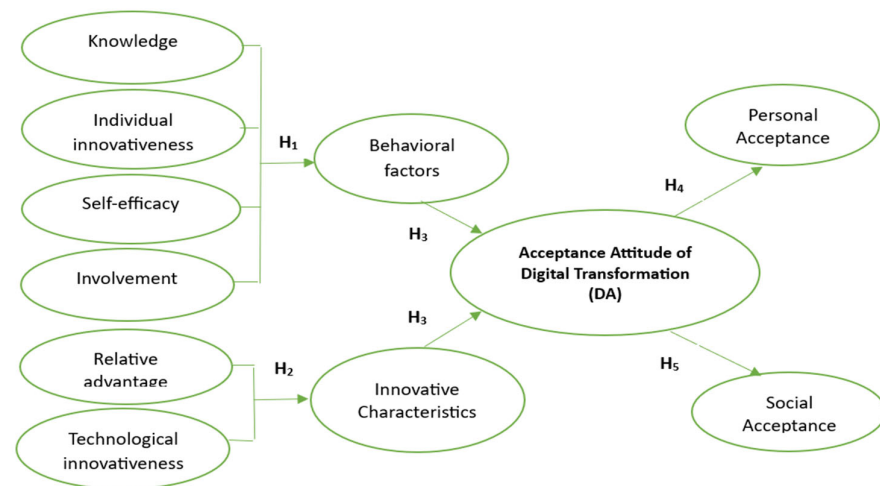 Knowledge
Individual
innovativeness
Self-efficacy
Involvement
Relative
advantage
Technological
innovativeness
H₁
H₂
Behavioral
factors
Innovative
Characteristics
H₃
H₃
Acceptance Attitude of
Digital Transformation
(DA)
H₄
H₅
Personal
Acceptance
Social
Acceptance